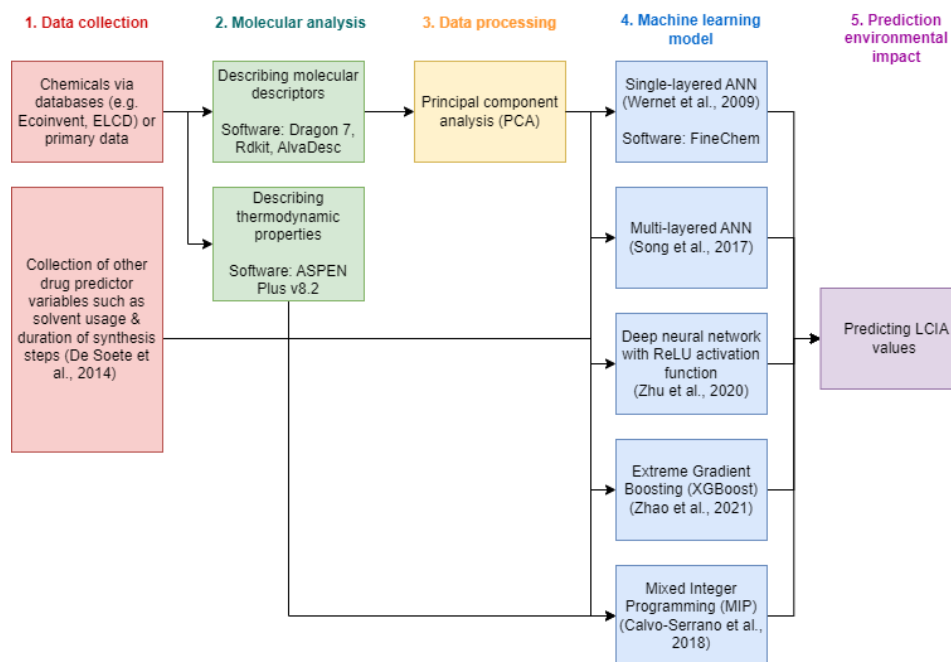 1. Data collection
2. Molecular analysis
3. Data processing
4. Machine learning
model
5. Prediction
environmental
impact
Chemicals via
databases (e.g.
Ecoinvent, ELCD) or
primary data
Describing molecular
descriptors
Software: Dragon 7,
Rdkit, AlvaDesc
Principal component
analysis (PCA)
Single-layered ANN
(Wernet et al., 2009)
Software: FineChem
Collection of other
drug predictor
variables such as
solvent usage &
duration of synthesis
steps (De Soete et
al., 2014)
Describing
thermodynamic
properties
Software: ASPEN
Plus v8.2
Multi-layered ANN
(Song et al., 2017)
Deep neural network
with ReLU activation
function
(Zhu et al., 2020)
Extreme Gradient
Boosting (XGBoost)
(Zhao et al., 2021)
Mixed Integer
Programming (MIP)
(Calvo-Serrano et al.,
2018)
Predicting LCIA
values